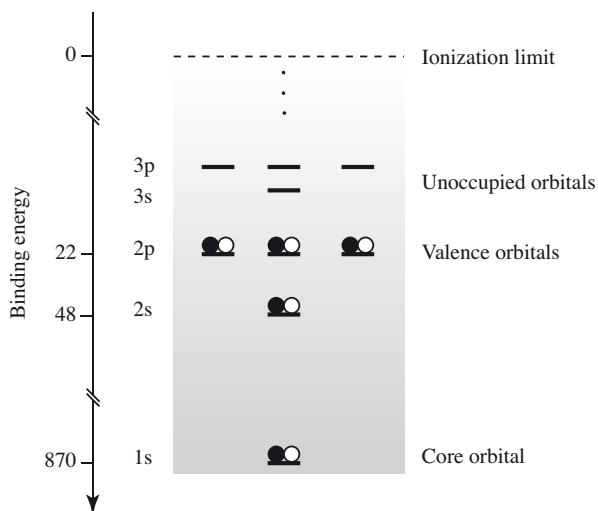 0
Ionization limit
3p
3s
Unoccupied orbitals
22
2p
Valence orbitals
48
2s
870
1s
Core orbital
Binding energy